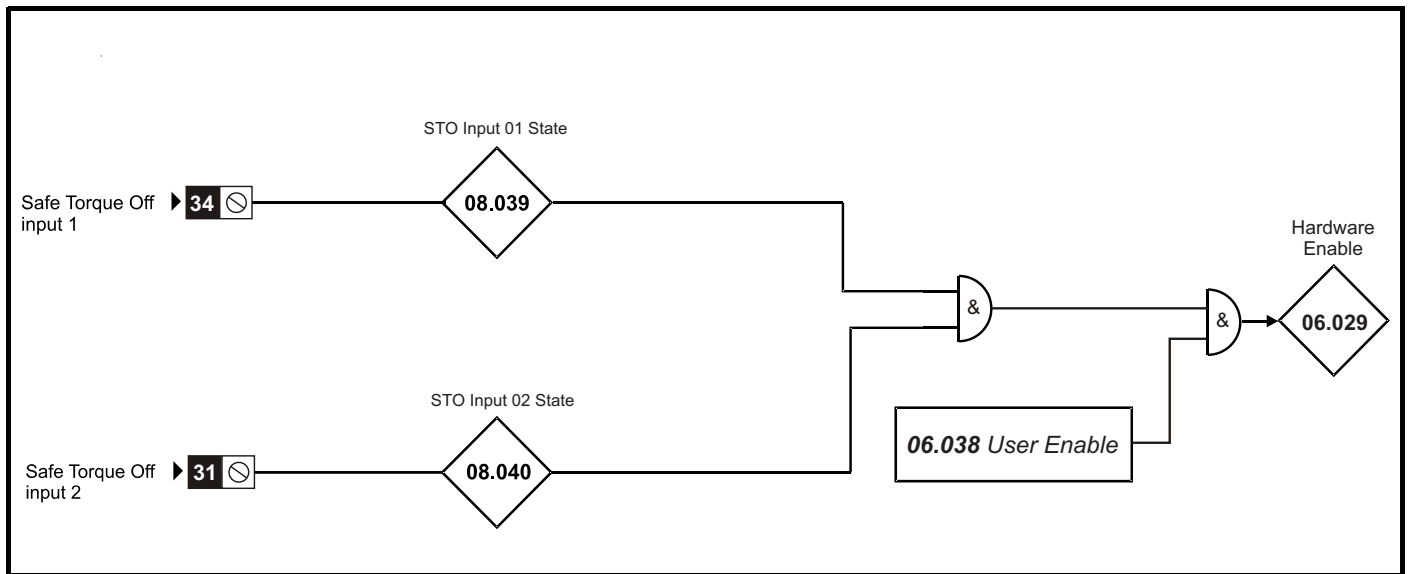 STO Input 01 State
Safe Torque Off
input 1
34
08.039
Hardware
Enable
&
&
06.029
STO Input 02 State
06.038 User Enable
Safe Torque Off
input 2
31
08.040